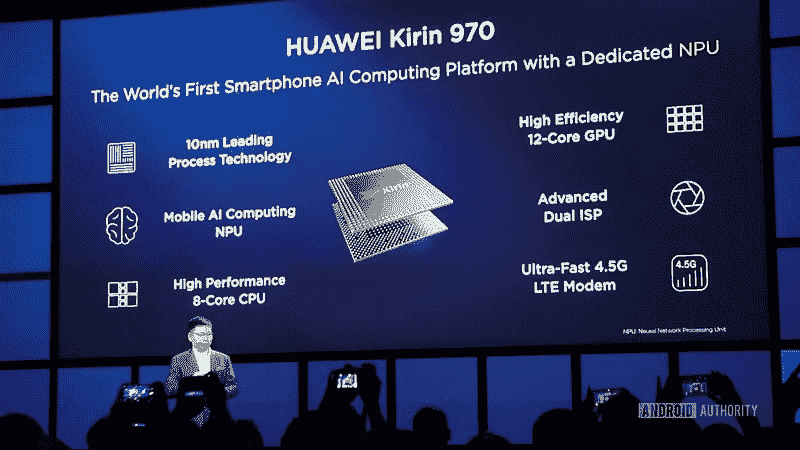 HUAWEI Kirin 970
The World's First Smartphone AI Computing Platform with a Dedicated NPU
10nm Leading
Process Technology
Mobile AI Computing
NPU
High Performance
8-Core CPU
Kirin
High Efficiency
12-Core GPU
Advanced
Dual ISP
Ultra-Fast 4.5G
LTE Modem
4.5G
NPU: Neural Network Processing Unit
ANDROID AUTHORITY